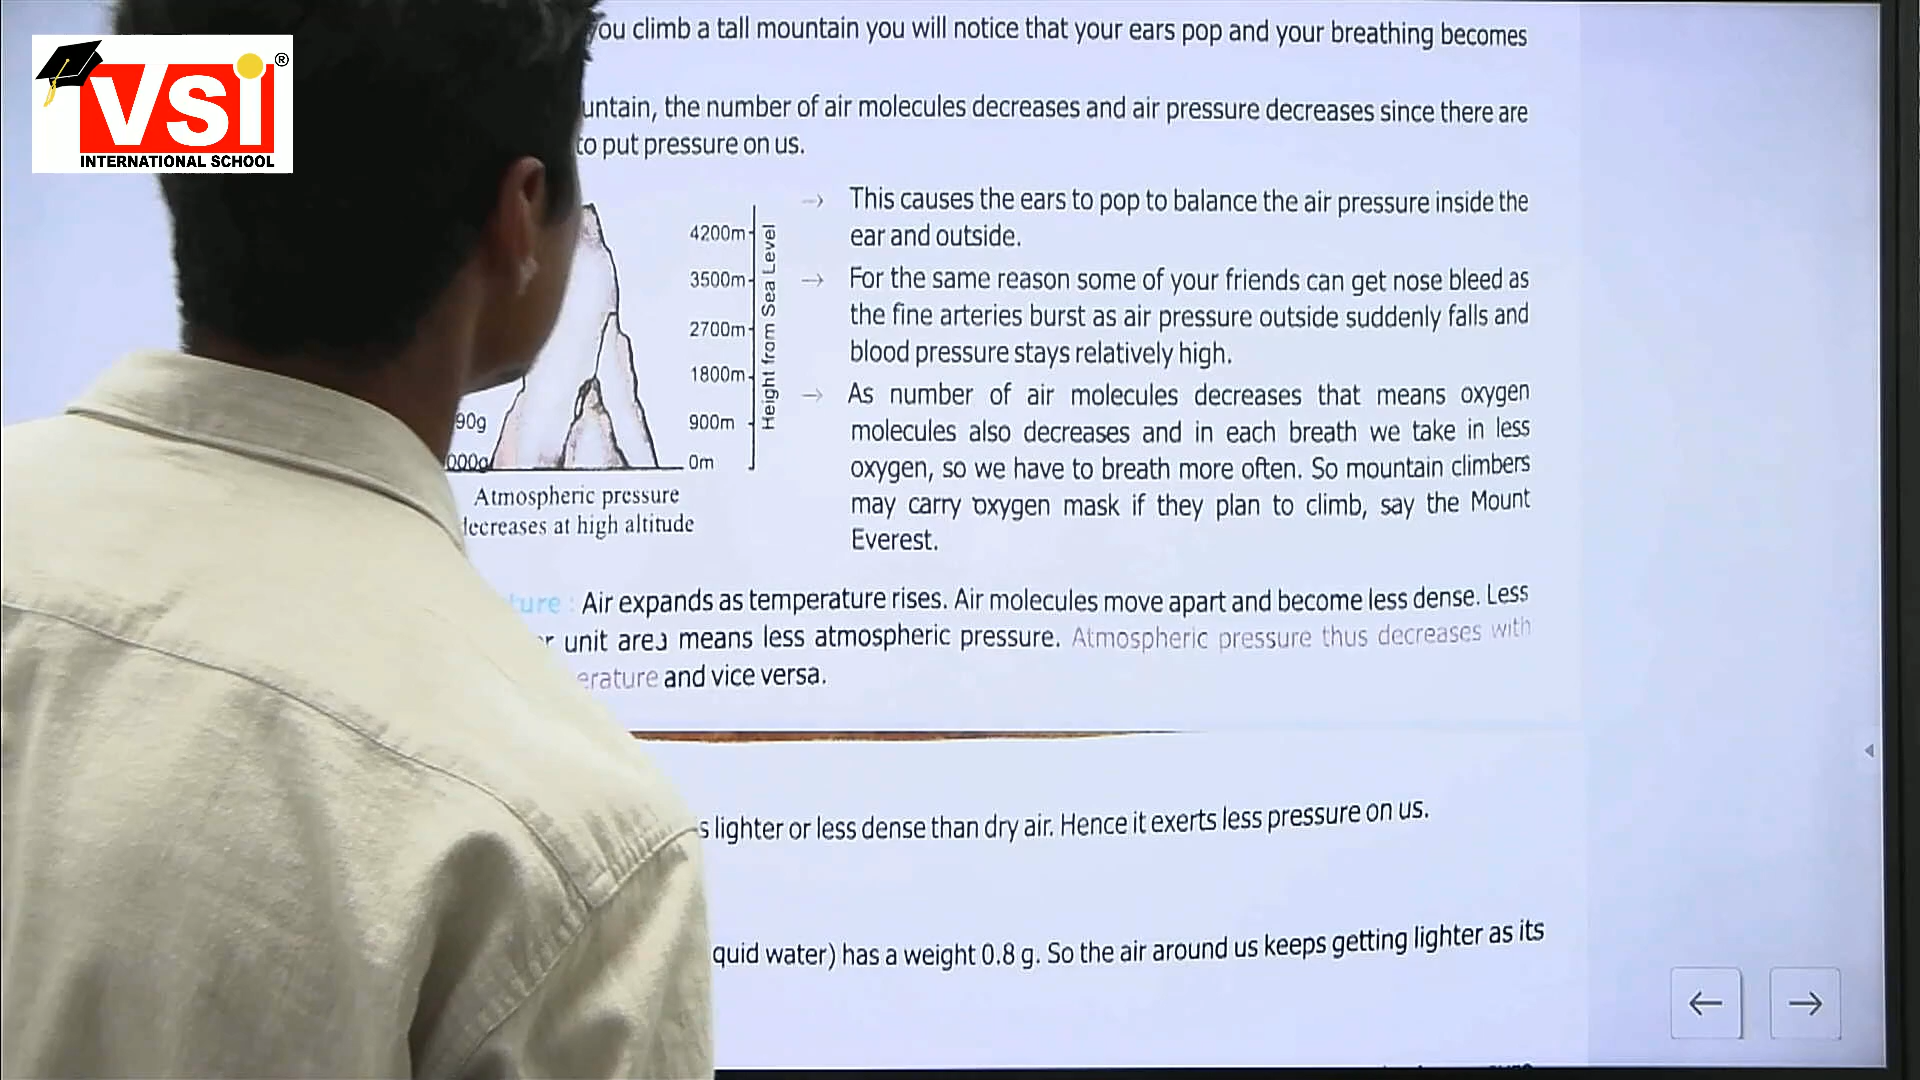 VSI ®
INTERNATIONAL SCHOOL
you climb a tall mountain you will notice that your ears pop and your breathing becomes
untain, the number of air molecules decreases and air pressure decreases since there are
to put pressure on us.
4200m
3500m
2700m
1800m
900m
0m
Height from Sea Level
90g
000g
Atmospheric pressure
decreases at high altitude
→ This causes the ears to pop to balance the air pressure inside the
ear and outside.
→ For the same reason some of your friends can get nose bleed as
the fine arteries burst as air pressure outside suddenly falls and
blood pressure stays relatively high.
→ As number of air molecules decreases that means oxygen
molecules also decreases and in each breath we take in less
oxygen, so we have to breath more often. So mountain climbers
may carry oxygen mask if they plan to climb, say the Mount
Everest.
ture : Air expands as temperature rises. Air molecules move apart and become less dense. Less
r unit area means less atmospheric pressure. Atmospheric pressure thus decreases with
erature and vice versa.
s lighter or less dense than dry air. Hence it exerts less pressure on us.
quid water) has a weight 0.8 g. So the air around us keeps getting lighter as its